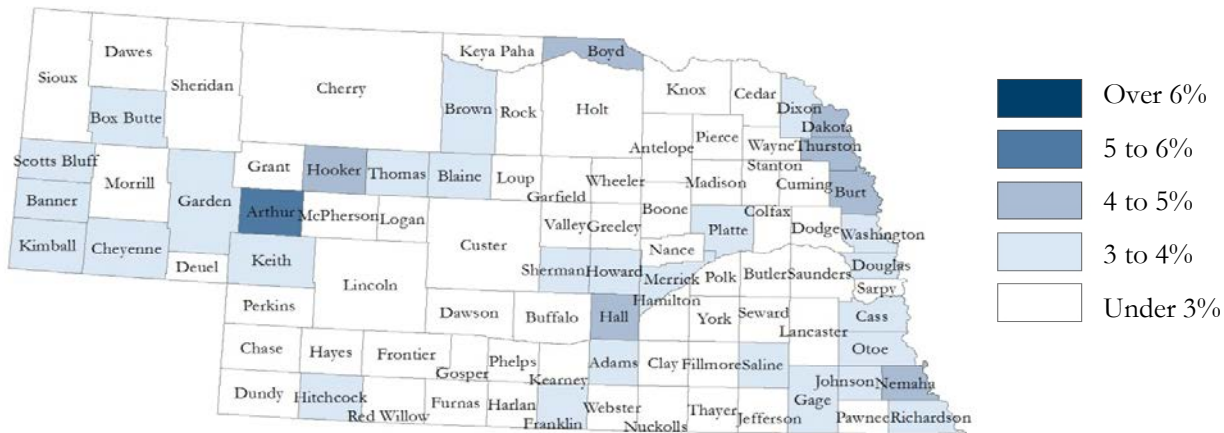 Sioux
Dawes
Sheridan
Cherry
Keya Paha
Boyd
Box Butte
Brown
Rock
Holt
Knox
Cedar
Dixon
Dakota
Antelope
Pierce
Wayne
Thurston
Scotts Bluff
Morrill
Garden
Grant
Hooker
Thomas
Blaine
Loup
Garfield
Wheeler
Madison
Stanton
Cuming
Burt
Banner
Arthur
McPherson
Logan
Custer
Valley
Greeley
Boone
Platte
Colfax
Dodge
Washington
Kimball
Cheyenne
Deuel
Keith
Lincoln
Sherman
Howard
Nance
Merrick
Polk
Butler
Saunders
Douglas
Sarpy
Perkins
Dawson
Buffalo
Hall
Hamilton
York
Seward
Lancaster
Cass
Otoe
Chase
Hayes
Frontier
Gosper
Phelps
Kearney
Adams
Clay
Fillmore
Saline
Johnson
Nemaha
Dundy
Hitchcock
Red Willow
Furnas
Harlan
Franklin
Webster
Nuckolls
Thayer
Jefferson
Gage
Pawnee
Richardson
Over 6%
5 to 6%
4 to 5%
3 to 4%
Under 3%